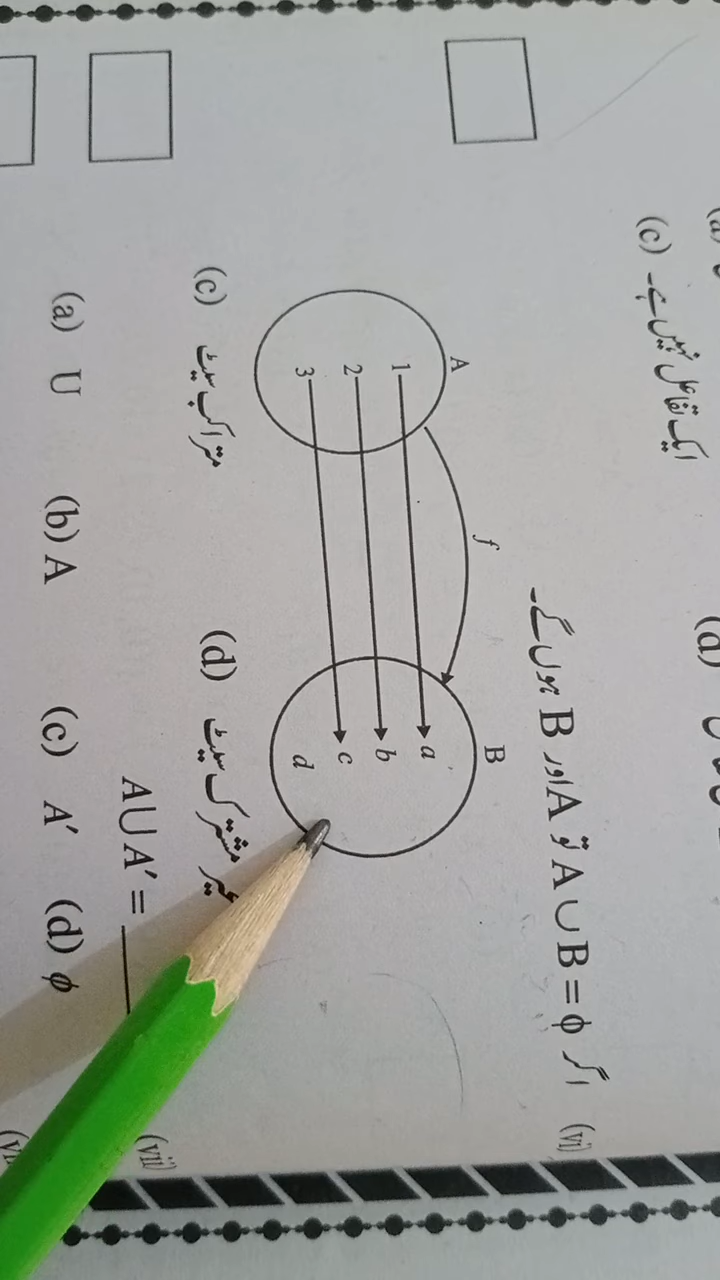 (c) ایک تفاعل نہیں ہے۔ (d)
(vi) اگر A∪B = ϕ تو A اور B ہوں گے۔
f
A B
1 a
2 b
3 c
d
(c) متراکب سیٹ (d) غیر مشترک سیٹ
(vii) A∪A′ = ____
(a) U (b) A (c) A′ (d) ϕ